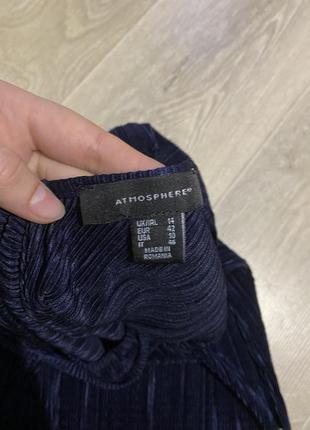 ATMOSPHERE®
UK/IRL 14
EUR 42
USA 10
IT 46
MADE IN
ROMANIA